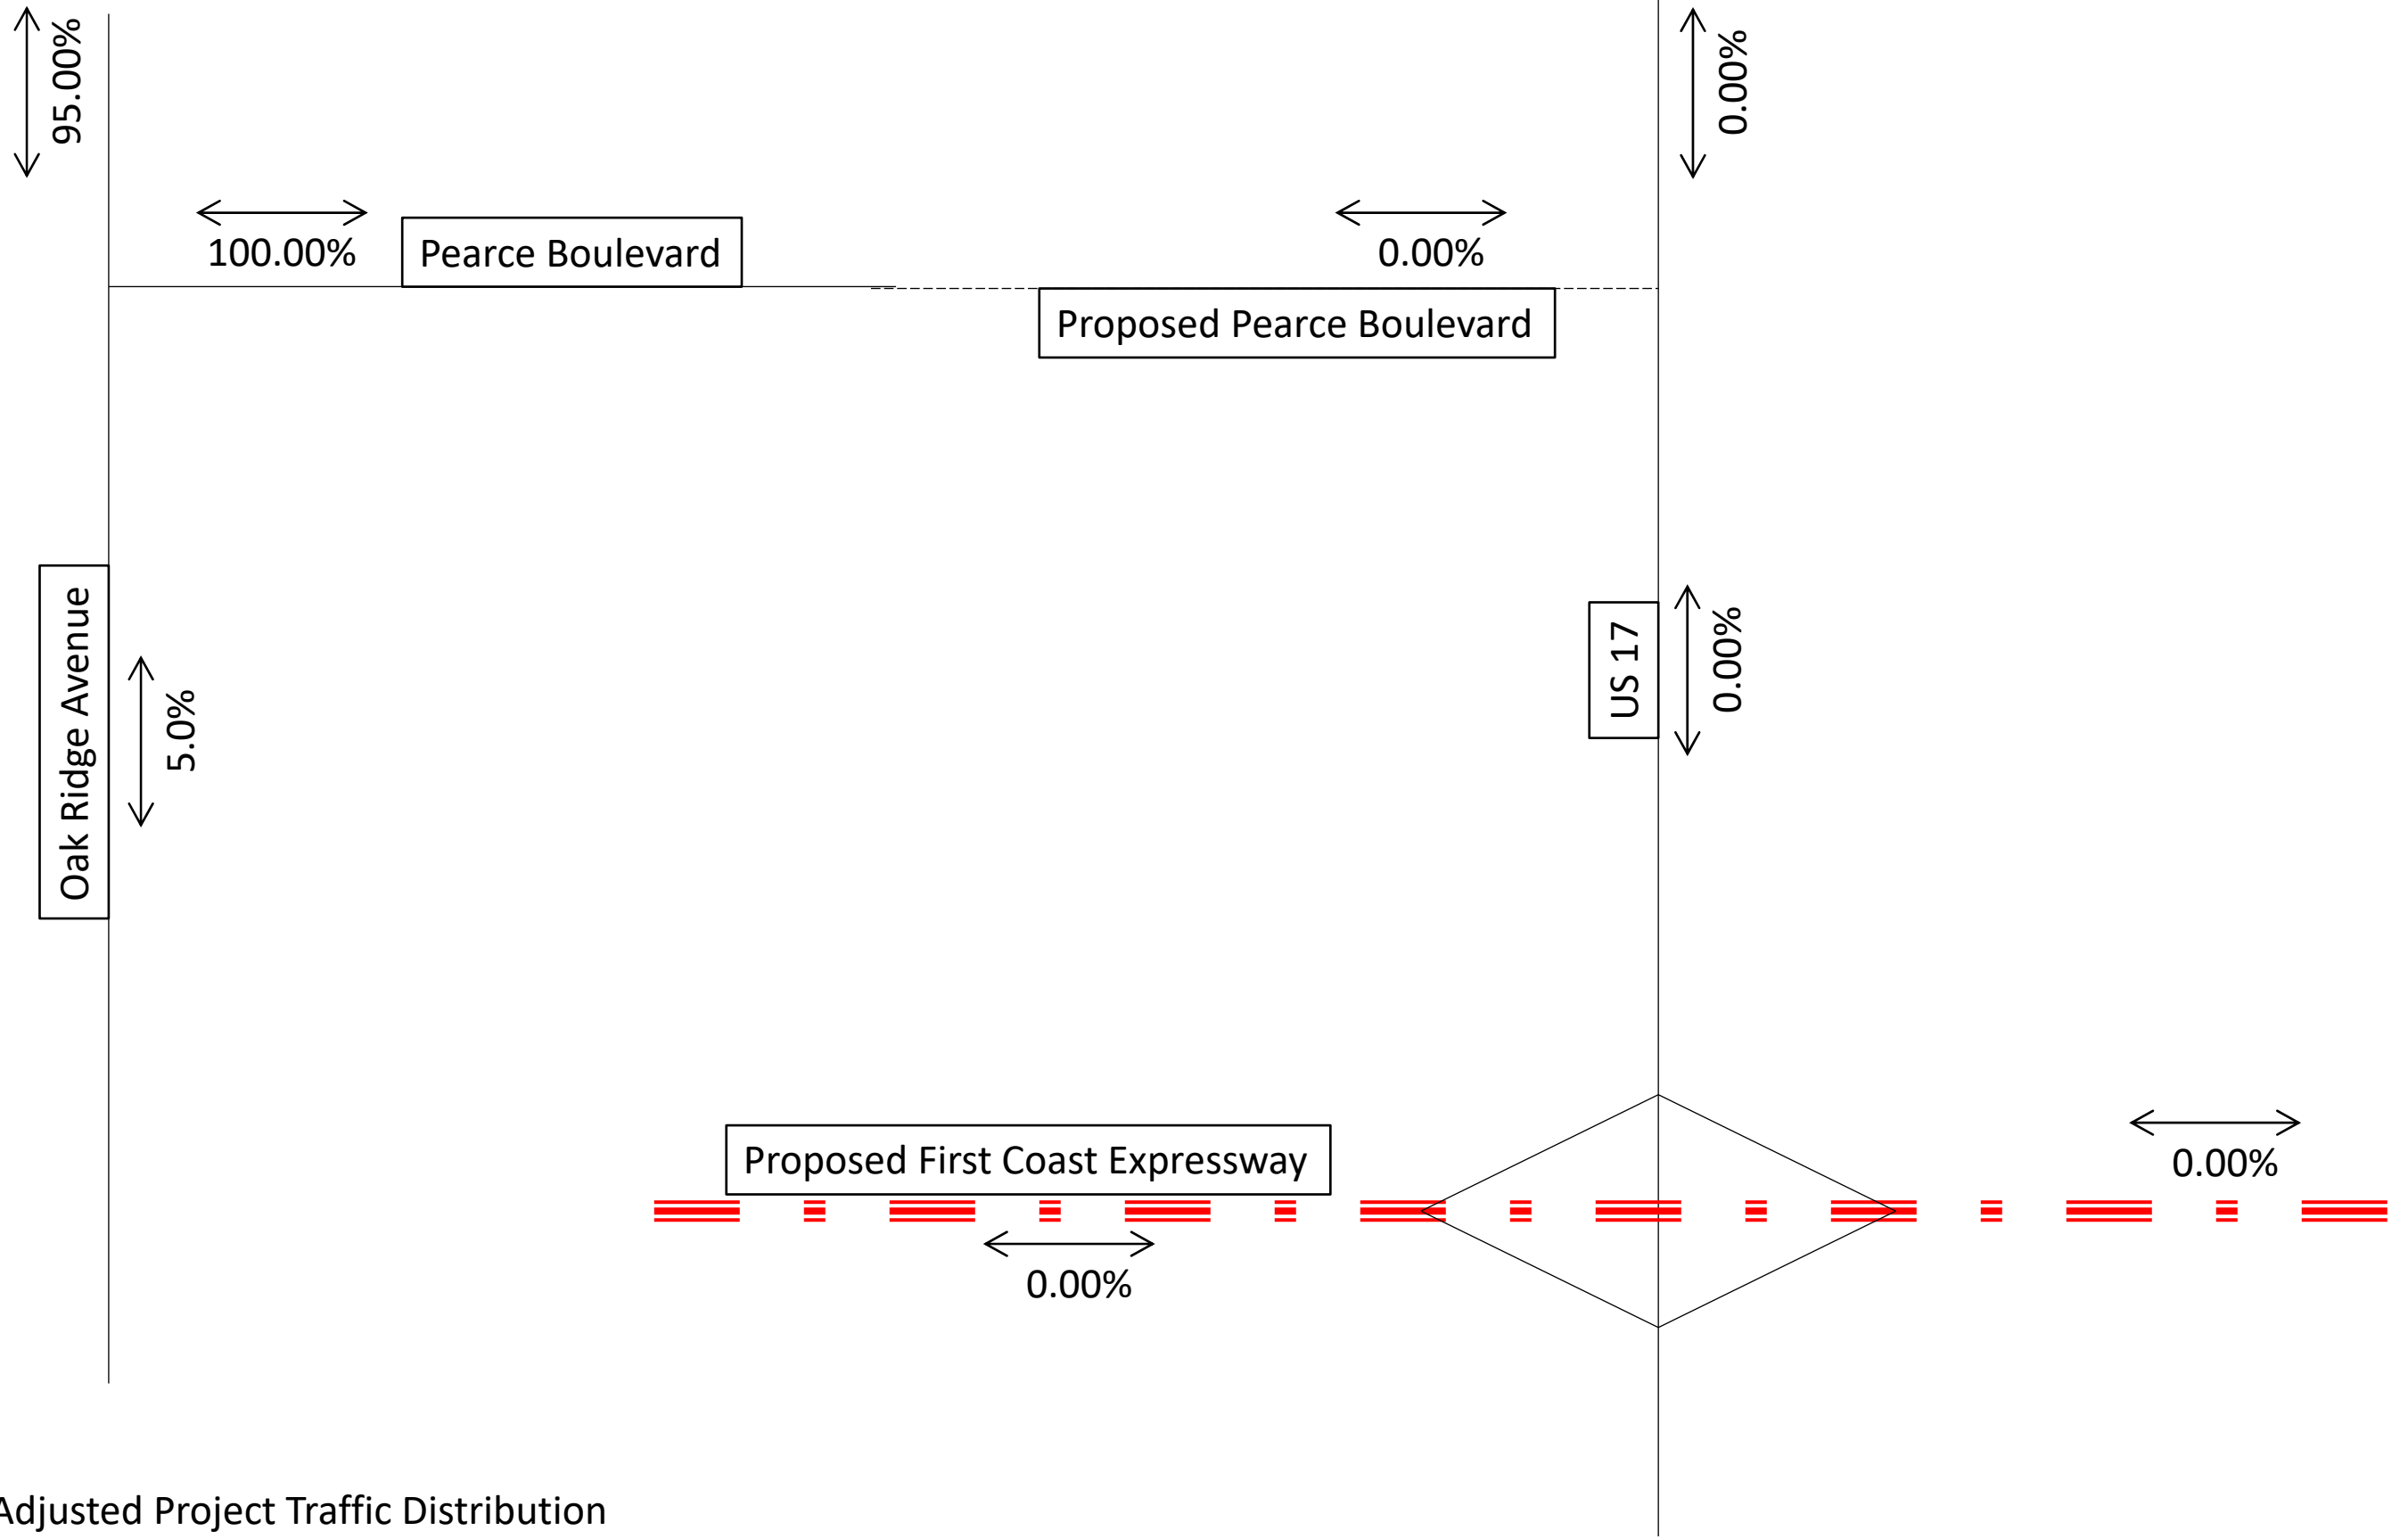 95.00%
0.00%
100.00%
Pearce Boulevard
0.00%
Proposed Pearce Boulevard
Oak Ridge Avenue
5.0%
US 17
0.00%
Proposed First Coast Expressway
0.00%
0.00%
Adjusted Project Traffic Distribution